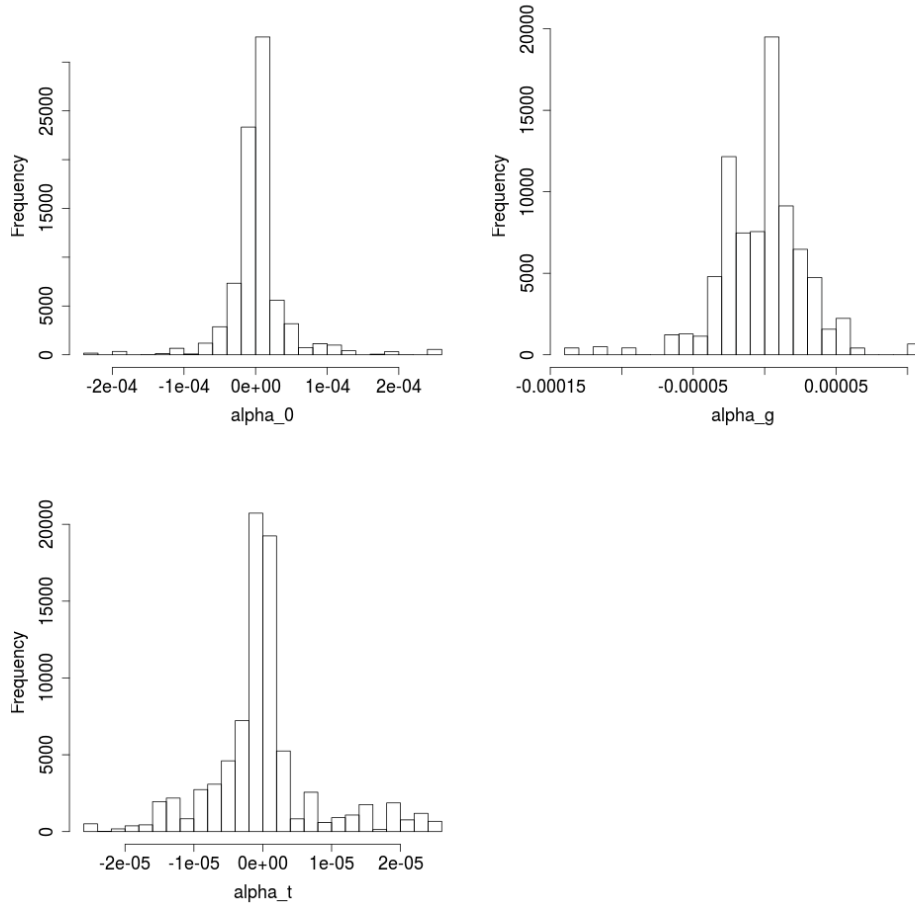 Frequency
0
5000
15000
25000
-2e-04
-1e-04
0e+00
1e-04
2e-04
alpha_0
Frequency
0
5000
10000
15000
20000
-0.00015
-0.00005
0.00005
alpha_g
Frequency
0
5000
10000
15000
20000
-2e-05
-1e-05
0e+00
1e-05
2e-05
alpha_t